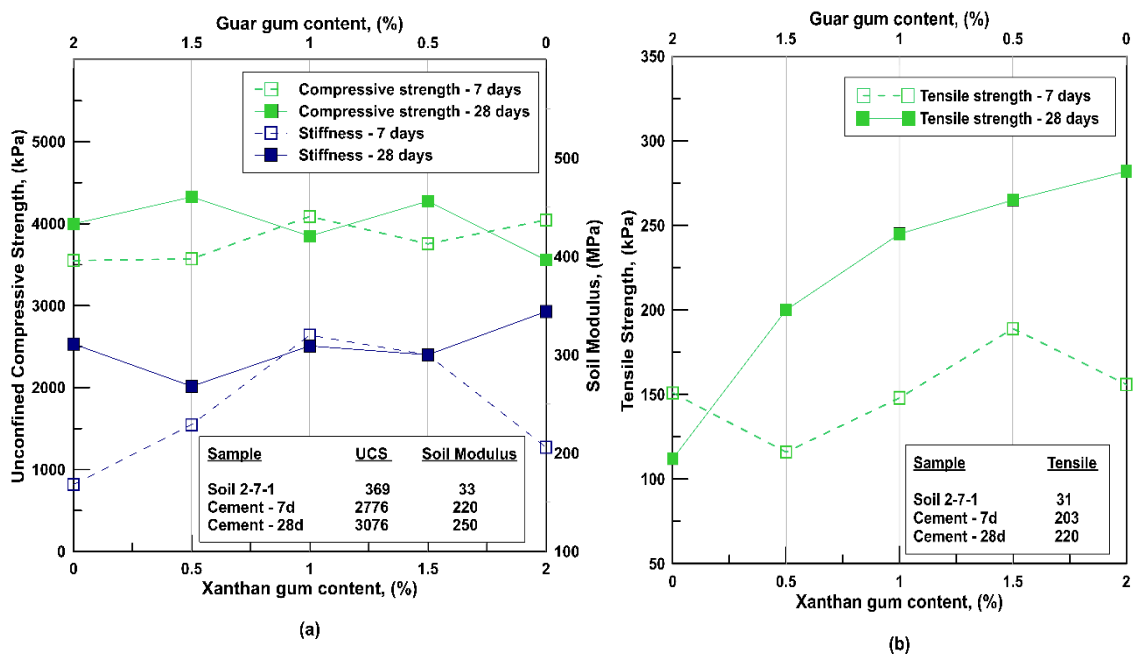 Guar gum content, (%)
2 1.5 1 0.5 0
Compressive strength - 7 days
Compressive strength - 28 days
Stiffness - 7 days
Stiffness - 28 days
Unconfined Compressive Strength, (kPa)
5000
4000
3000
2000
1000
0
Soil Modulus, (MPa)
500
400
300
200
100
Sample UCS Soil Modulus
Soil 2-7-1 369 33
Cement - 7d 2776 220
Cement - 28d 3076 250
0 0.5 1 1.5 2
Xanthan gum content, (%)
(a)
Guar gum content, (%)
2 1.5 1 0.5 0
Tensile strength - 7 days
Tensile strength - 28 days
Tensile Strength, (kPa)
350
300
250
200
150
100
50
Sample Tensile
Soil 2-7-1 31
Cement - 7d 203
Cement - 28d 220
0 0.5 1 1.5 2
Xanthan gum content, (%)
(b)